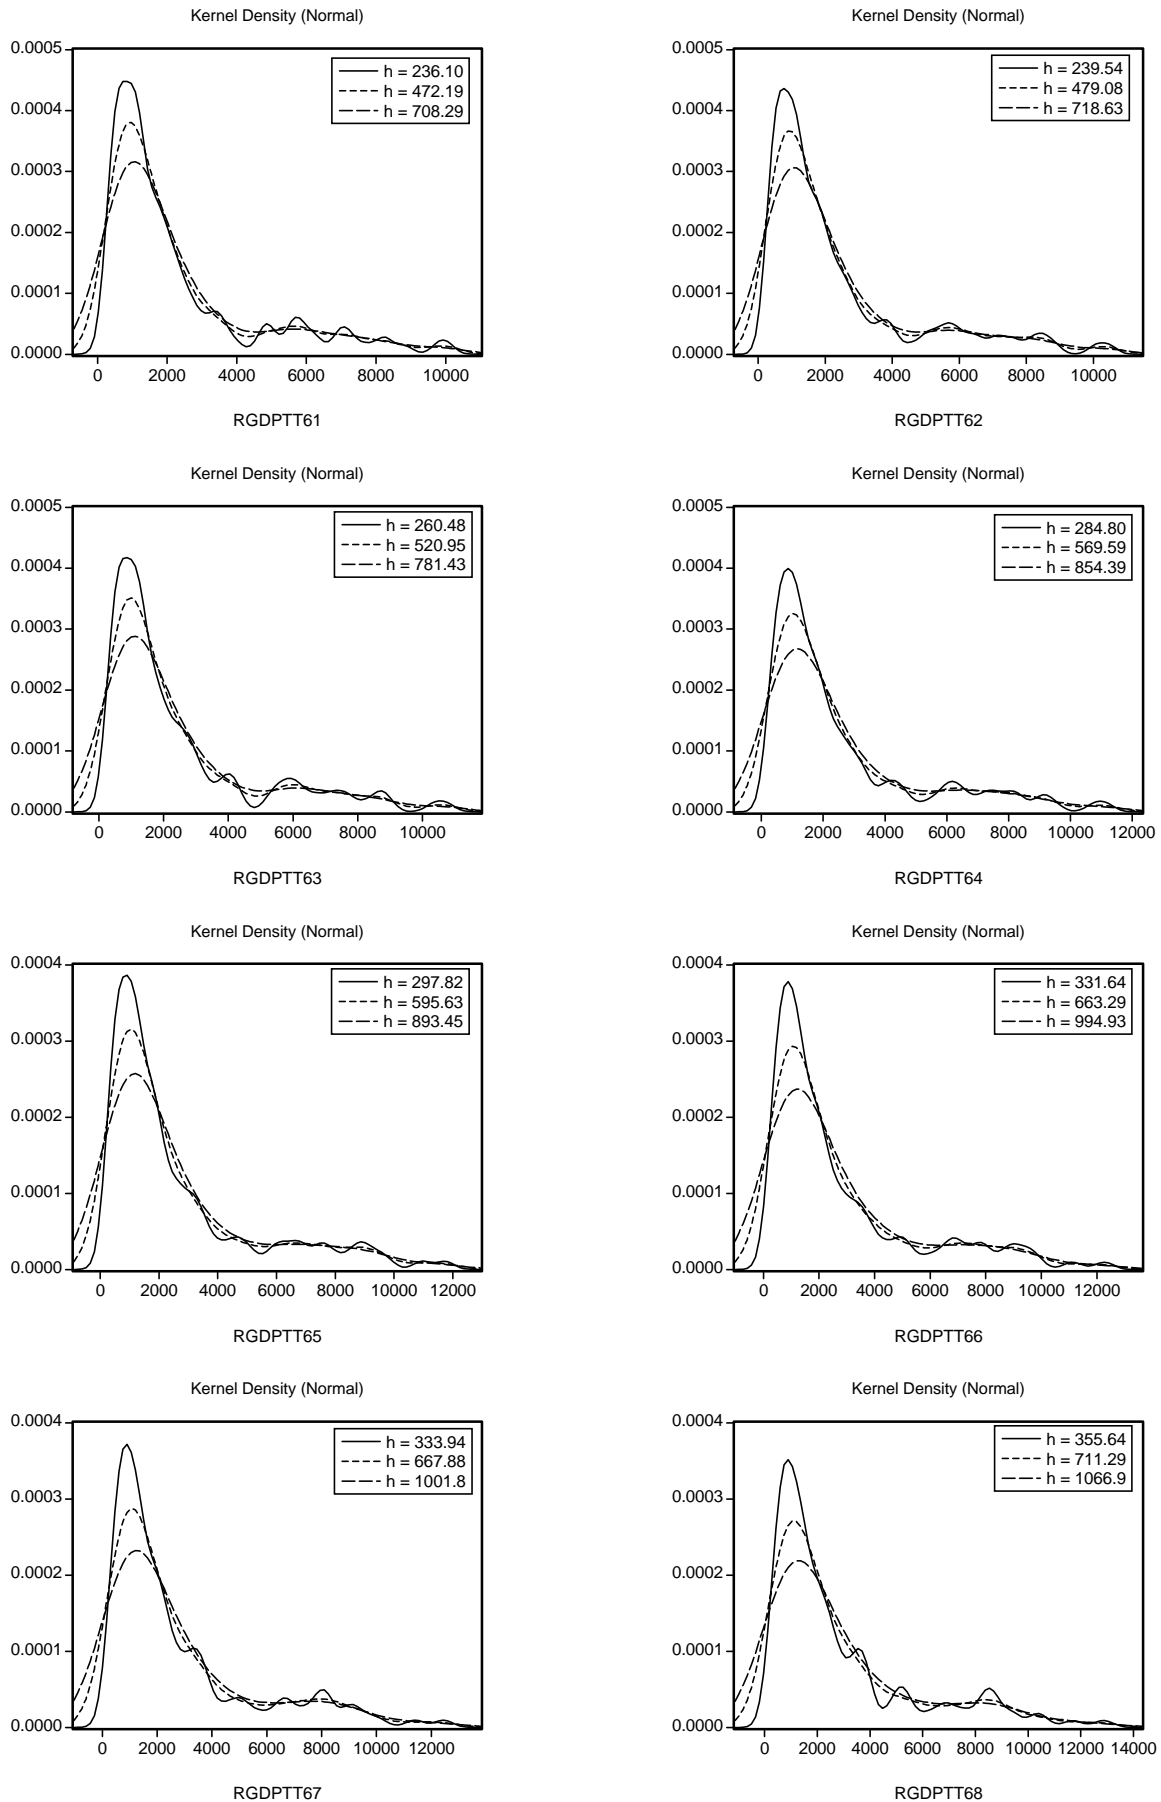 Kernel Density (Normal)
0.0005
0.0004
0.0003
0.0002
0.0001
0.0000
h = 236.10
h = 472.19
h = 708.29
0 2000 4000 6000 8000 10000
RGDPTT61
Kernel Density (Normal)
0.0005
0.0004
0.0003
0.0002
0.0001
0.0000
h = 239.54
h = 479.08
h = 718.63
0 2000 4000 6000 8000 10000
RGDPTT62
Kernel Density (Normal)
0.0005
0.0004
0.0003
0.0002
0.0001
0.0000
h = 260.48
h = 520.95
h = 781.43
0 2000 4000 6000 8000 10000
RGDPTT63
Kernel Density (Normal)
0.0005
0.0004
0.0003
0.0002
0.0001
0.0000
h = 284.80
h = 569.59
h = 854.39
0 2000 4000 6000 8000 10000 12000
RGDPTT64
Kernel Density (Normal)
0.0004
0.0003
0.0002
0.0001
0.0000
h = 297.82
h = 595.63
h = 893.45
0 2000 4000 6000 8000 10000 12000
RGDPTT65
Kernel Density (Normal)
0.0004
0.0003
0.0002
0.0001
0.0000
h = 331.64
h = 663.29
h = 994.93
0 2000 4000 6000 8000 10000 12000
RGDPTT66
Kernel Density (Normal)
0.0004
0.0003
0.0002
0.0001
0.0000
h = 333.94
h = 667.88
h = 1001.8
0 2000 4000 6000 8000 10000 12000
RGDPTT67
Kernel Density (Normal)
0.0004
0.0003
0.0002
0.0001
0.0000
h = 355.64
h = 711.29
h = 1066.9
0 2000 4000 6000 8000 10000 12000 14000
RGDPTT68